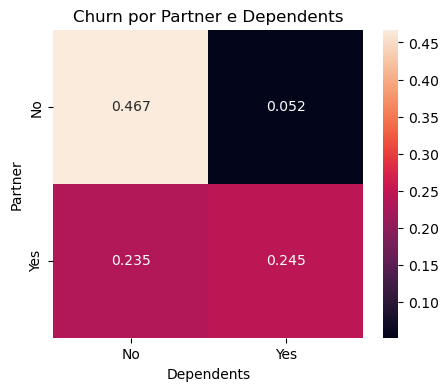 Churn por Partner e Dependents
No
Yes
Partner
0.467
0.052
0.235
0.245
No
Yes
Dependents
0.45
0.40
0.35
0.30
0.25
0.20
0.15
0.10